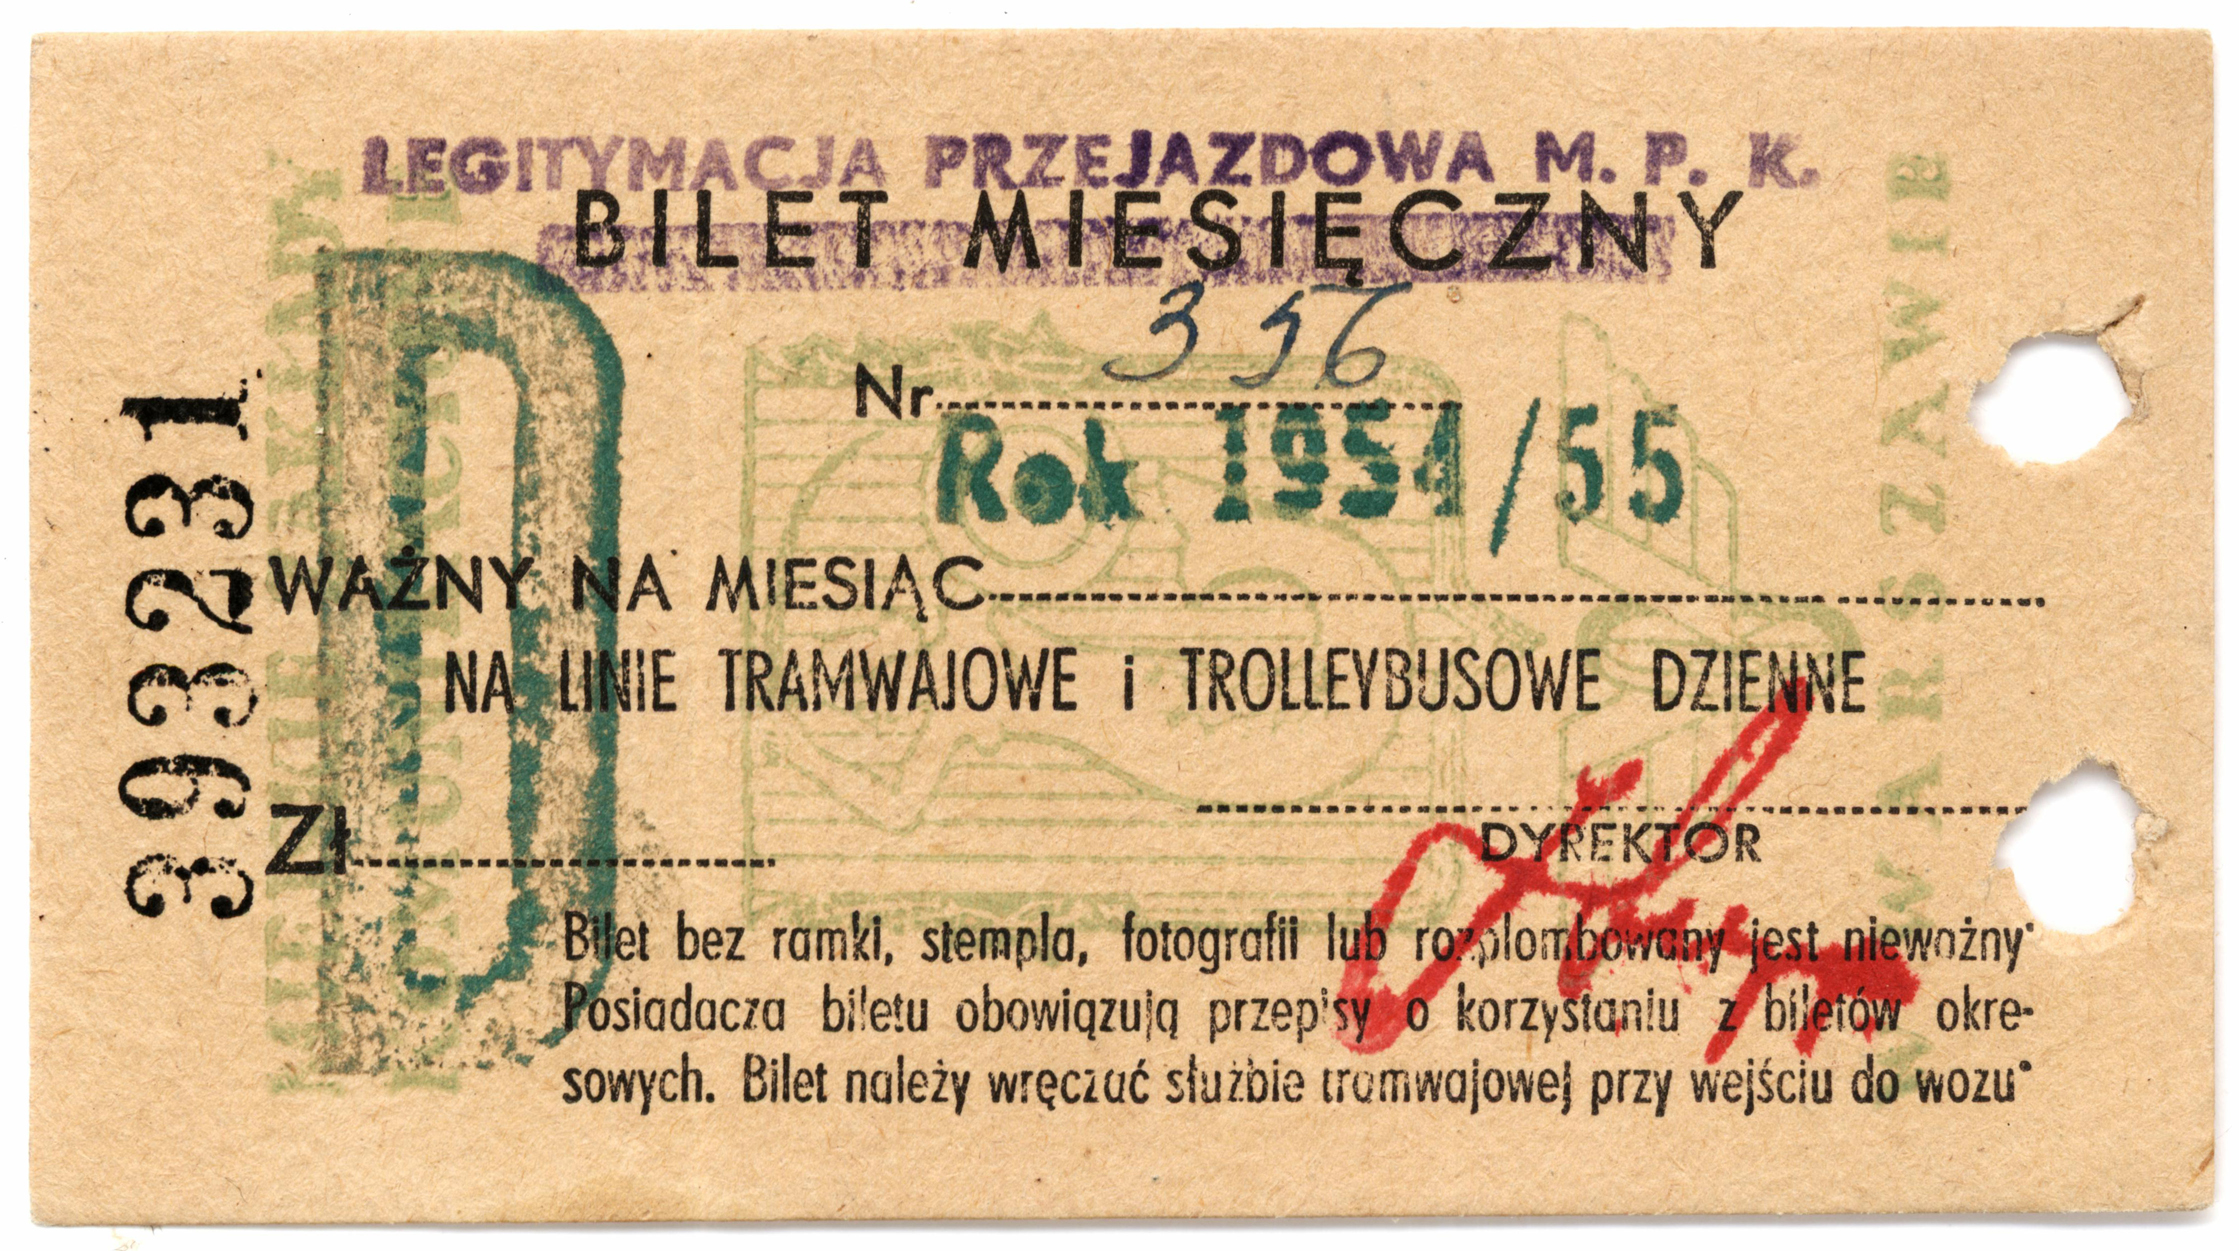 LEGITYMACJA PRZEJAZDOWA M. P. K.
BILET MIESIĘCZNY
Nr. 356
Rok 1954/55
WAŻNY NA MIESIĄC
NA LINIE TRAMWAJOWE i TROLLEYBUSOWE DZIENNE
Zł
DYREKTOR
Bilet bez ramki, stempla, fotografii lub rozplombowany jest nieważny.
Posiadacza biletu obowiązują przepisy o korzystaniu z biletów okre-
sowych. Bilet należy wręczać służbie tramwajowej przy wejściu do wozu.
393231
D
W WARSZAWIE